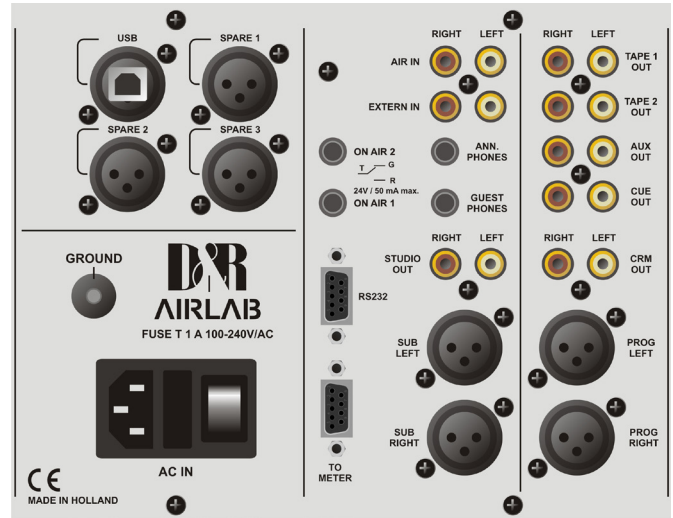 USB
SPARE 1
SPARE 2
SPARE 3
GROUND
D&R
AIRLAB
FUSE T 1 A 100-240V/AC
AC IN
CE
MADE IN HOLLAND
RIGHT LEFT
AIR IN
EXTERN IN
ON AIR 2
T G
R
24V / 50 mA max.
ON AIR 1
ANN.
PHONES
GUEST
PHONES
RIGHT LEFT
STUDIO
OUT
RS232
SUB
LEFT
SUB
RIGHT
TO
METER
RIGHT LEFT
TAPE 1
OUT
TAPE 2
OUT
AUX
OUT
CUE
OUT
RIGHT LEFT
CRM
OUT
PROG
LEFT
PROG
RIGHT